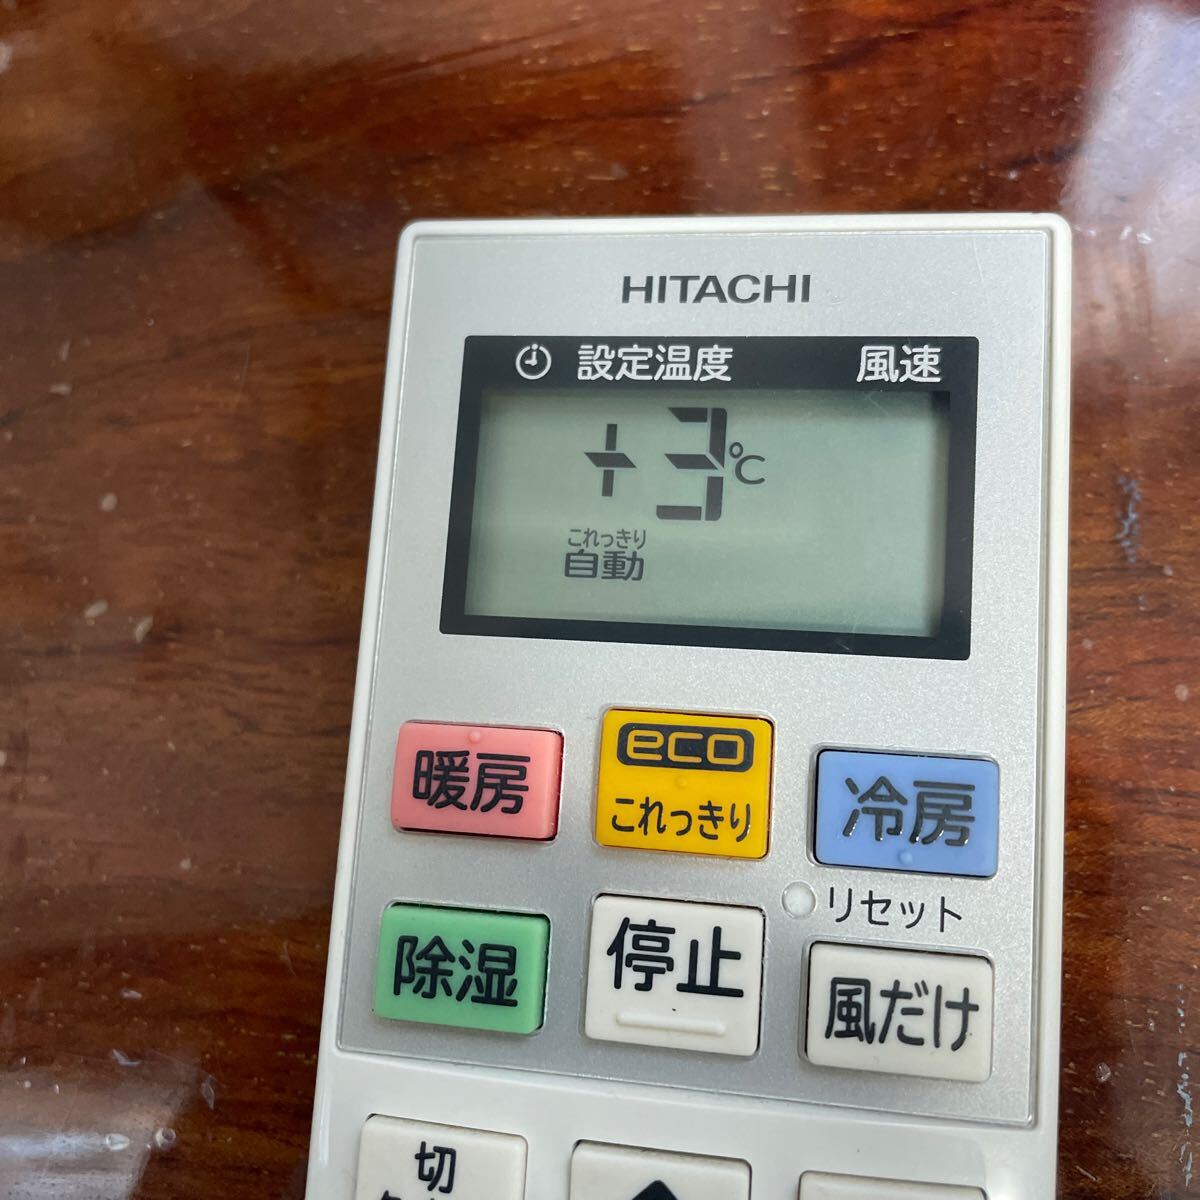 HITACHI
設定温度 風速
+3℃
これっきり
自動
暖房
eco
これっきり
冷房
リセット
除湿
停止
風だけ
切